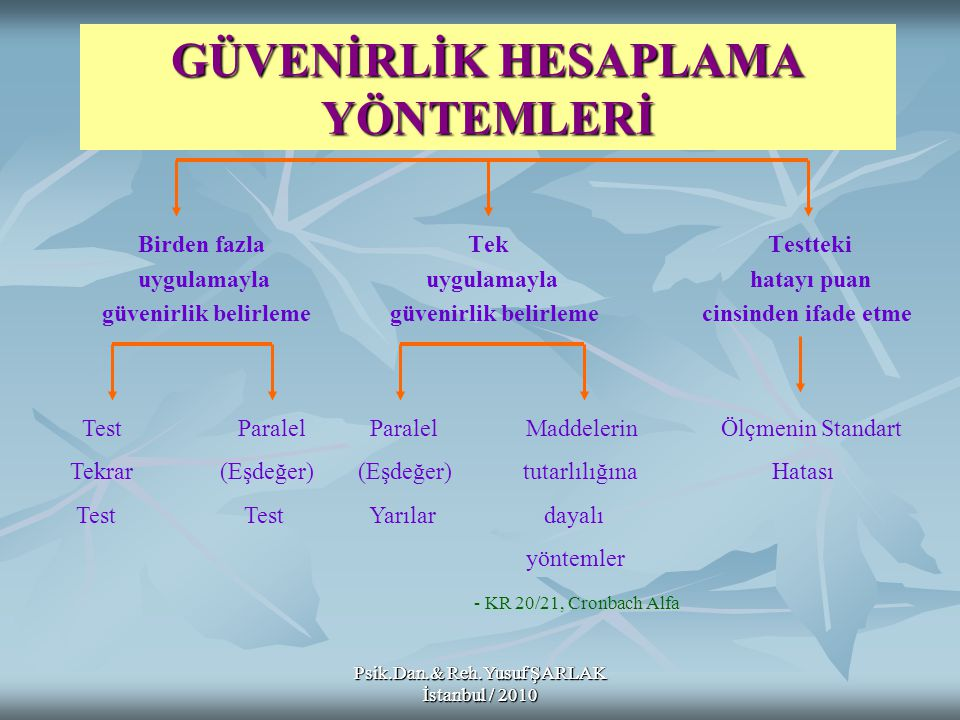 GÜVENİRLİK HESAPLAMA
YÖNTEMLERİ
Birden fazla
uygulamayla
güvenirlik belirleme
Tek
uygulamayla
güvenirlik belirleme
Testteki
hatayı puan
cinsinden ifade etme
Test
Tekrar
Test
Paralel
(Eşdeğer)
Test
Paralel
(Eşdeğer)
Yarılar
Maddelerin
tutarlılığına
dayalı
yöntemler
- KR 20/21, Cronbach Alfa
Ölçmenin Standart
Hatası
Psik.Dan.& Reh.Yusuf ŞARLAK
İstanbul / 2010